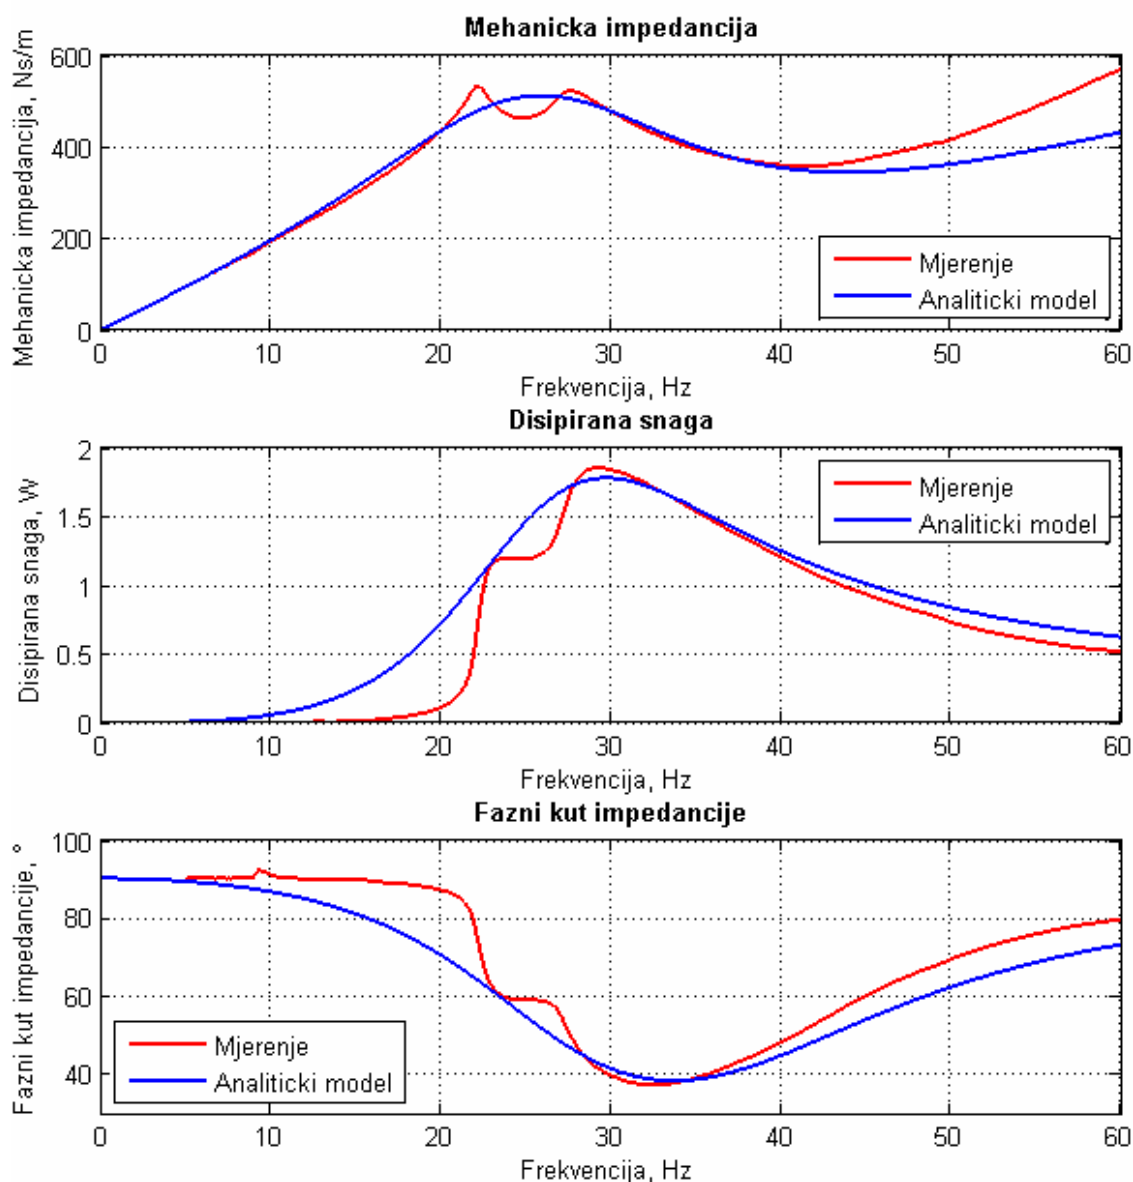 Mehanicka impedancija
Mehanicka impedancija, Ns/m
600
400
200
0
0 10 20 30 40 50 60
Mjerenje
Analiticki model
Frekvencija, Hz
Disipirana snaga
Disipirana snaga, W
2
1.5
1
0.5
0
0 10 20 30 40 50 60
Mjerenje
Analiticki model
Frekvencija, Hz
Fazni kut impedancije
Fazni kut impedancije, °
100
80
60
40
0 10 20 30 40 50 60
Mjerenje
Analiticki model
Frekvencija, Hz